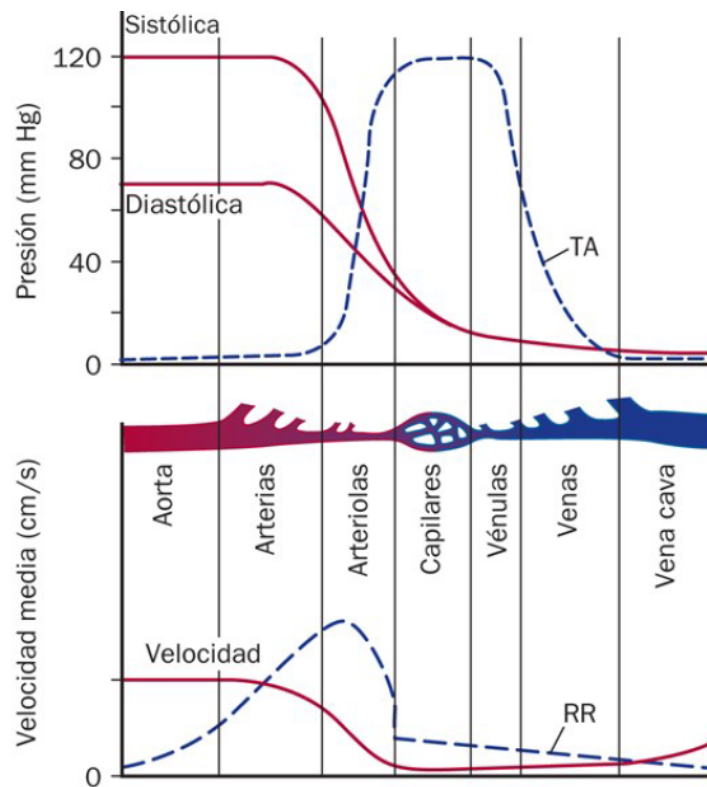 Sistólica
120
80
Diastólica
TA
40
0
Presión (mm Hg)
Aorta
Arterias
Arteriolas
Capilares
Vénulas
Venas
Vena cava
Velocidad media (cm/s)
Velocidad
RR
0